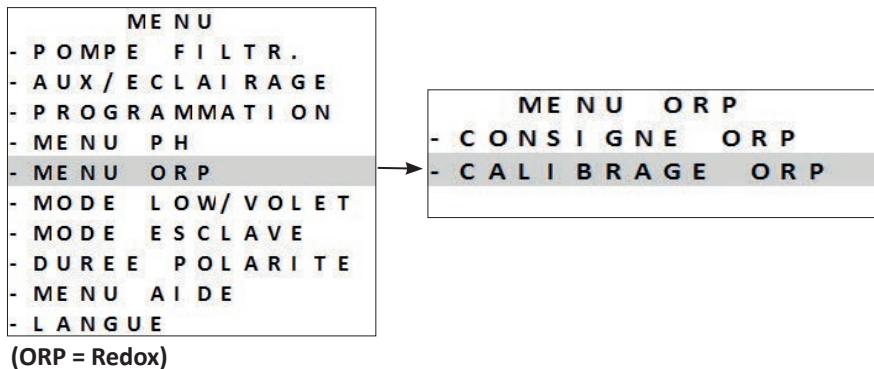 MENU
- POMPE FILTR.
- AUX/ECLAIRAGE
- PROGRAMMATION
- MENU PH
- MENU ORP
- MODE LOW/VOLET
- MODE ESCLAVE
- DUREE POLARITE
- MENU AIDE
- LANGUE
(ORP = Redox)
MENU ORP
- CONSIGNE ORP
- CALIBRAGE ORP